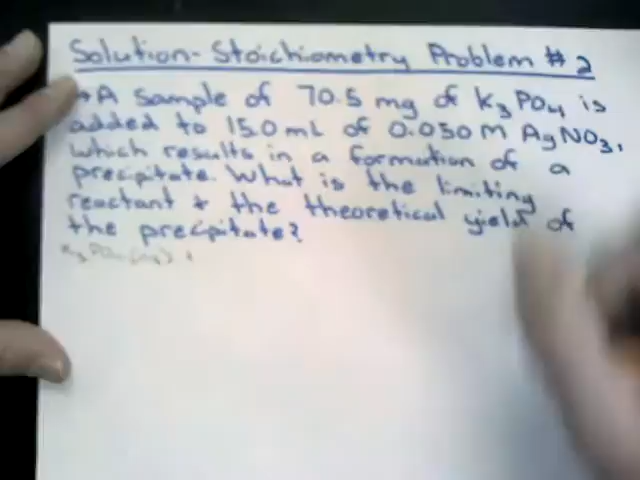 Solution-Stoichiometry Problem #2
→A sample of 70.5 mg of K₃PO₄ is
added to 15.0 mL of 0.050 M AgNO₃,
which results in a formation of a
precipitate. What is the limiting
reactant + the theoretical yield of
the precipitate?
K₃PO₄(aq) +